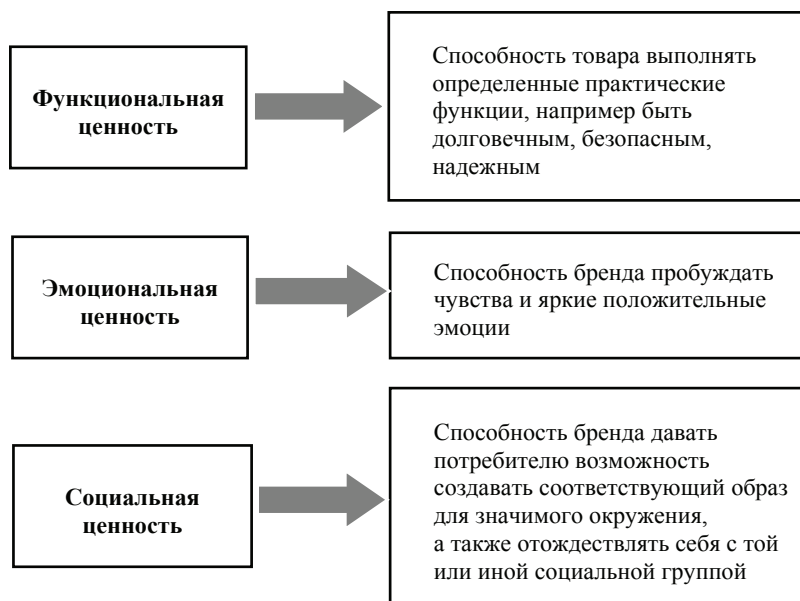 Функциональная
ценность
Способность товара выполнять
определенные практические
функции, например быть
долговечным, безопасным,
надежным
Эмоциональная
ценность
Способность бренда пробуждать
чувства и яркие положительные
эмоции
Социальная
ценность
Способность бренда давать
потребителю возможность
создавать соответствующий образ
для значимого окружения,
а также отождествлять себя с той
или иной социальной группой